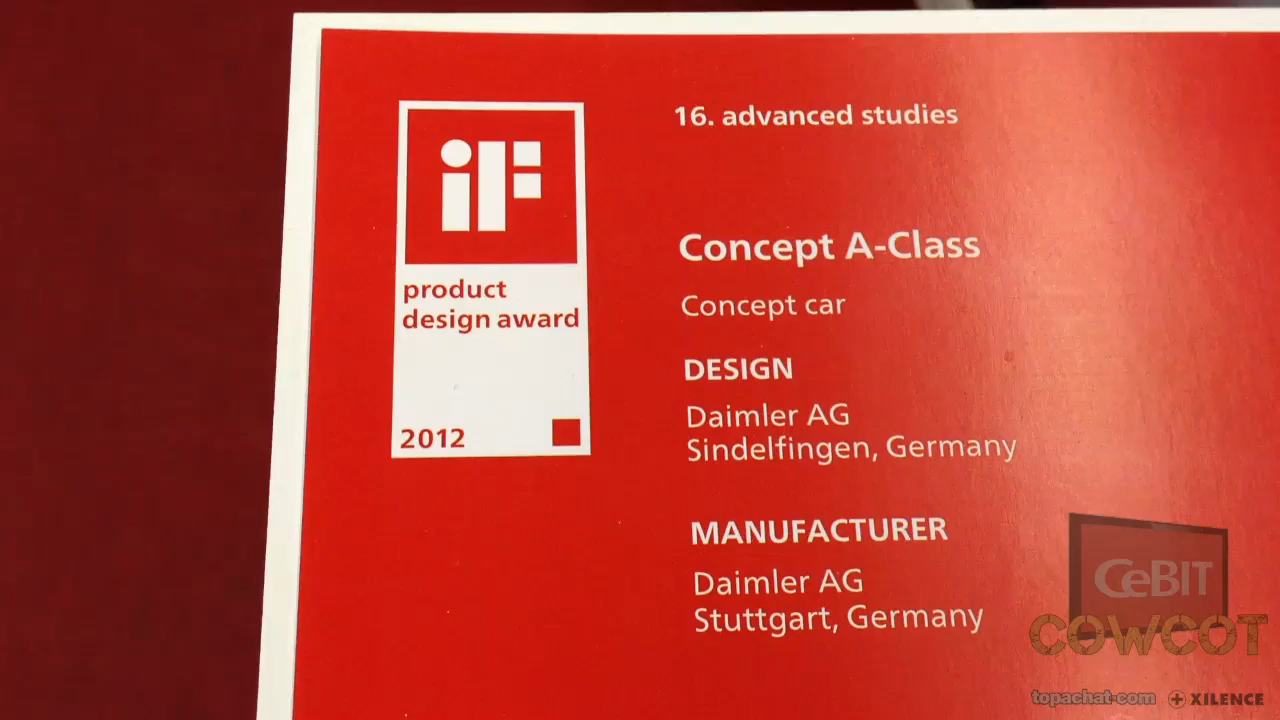 iF
product
design award
2012
16. advanced studies
Concept A-Class
Concept car
DESIGN
Daimler AG
Sindelfingen, Germany
MANUFACTURER
Daimler AG
Stuttgart, Germany
CeBIT
COWCOT
topachat.com + XILENCE